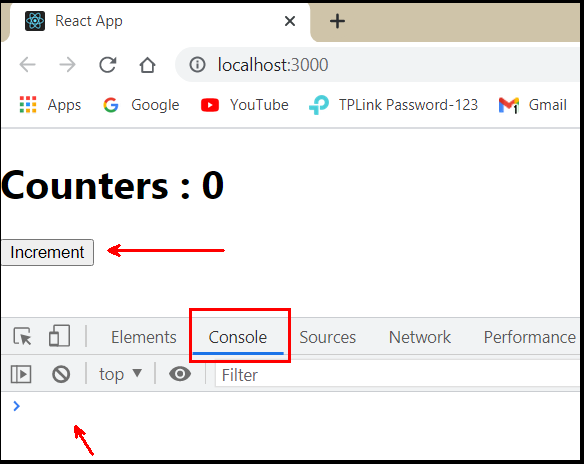 React App
localhost:3000
Apps Google YouTube TPLink Password-123 Gmail
Counters : 0
Increment
Elements Console Sources Network Performance
top Filter